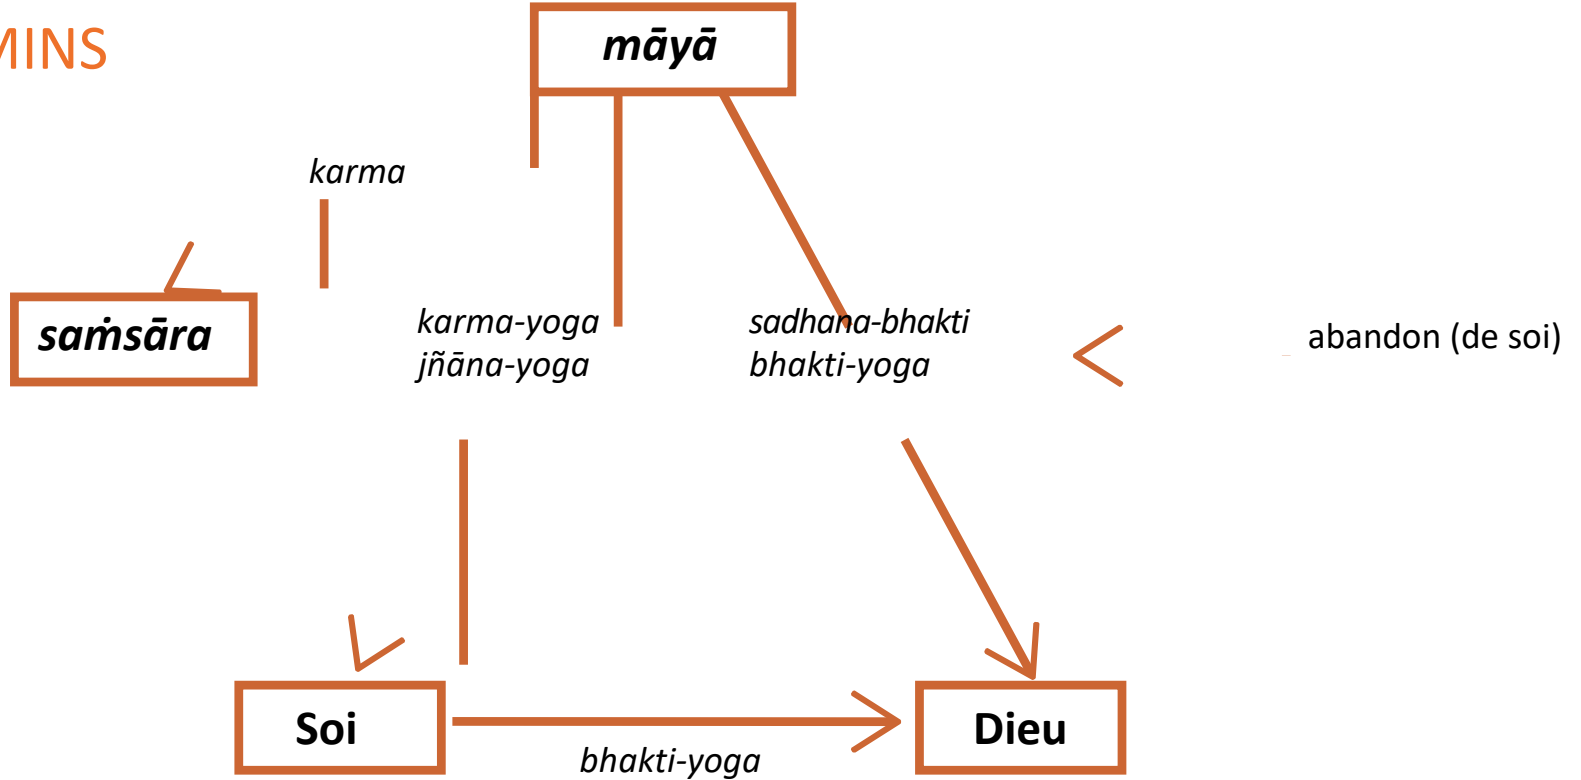 MINS
māyā
karma
saṁsāra
karma-yoga
jñāna-yoga
sadhana-bhakti
bhakti-yoga
abandon (de soi)
Soi
bhakti-yoga
Dieu